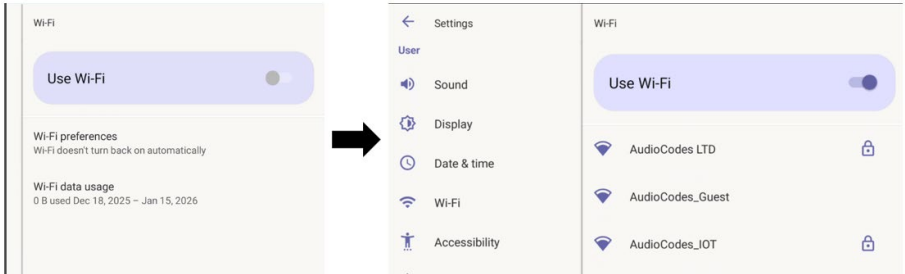 Wi-Fi
Use Wi-Fi
Wi-Fi preferences
Wi-Fi doesn't turn back on automatically
Wi-Fi data usage
0 B used Dec 18, 2025 – Jan 15, 2026
Settings
User
Sound
Display
Date & time
Wi-Fi
Accessibility
Wi-Fi
Use Wi-Fi
AudioCodes LTD
AudioCodes_Guest
AudioCodes_IOT